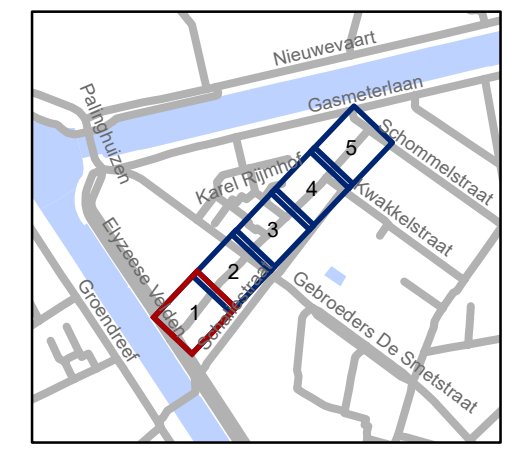 Nieuwevaart
Palinghuizen
Gasmeterlaan
Schommelstraat
5
Karel Rijmhof
4
Kwakkelstraat
3
Elyzeese Velden
2
Groendreef
1
Gebroeders De Smetstraat